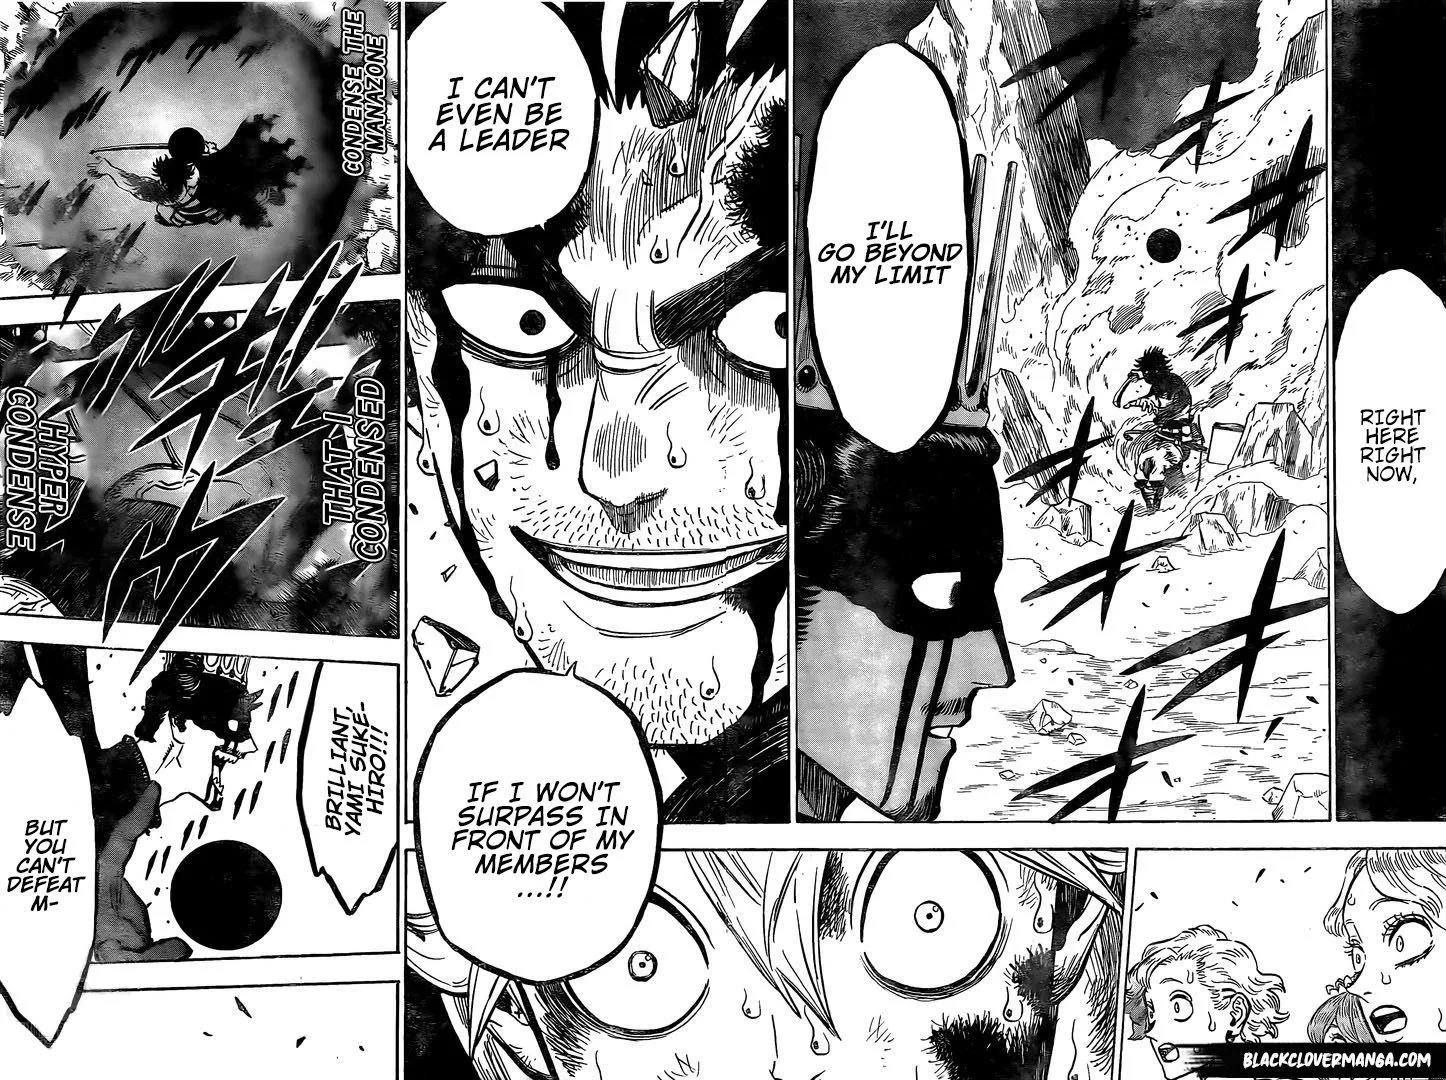 RIGHT
HERE
RIGHT
NOW,
I'LL
GO BEYOND
MY LIMIT
I CAN'T
EVEN BE
A LEADER
IF I WON'T
SURPASS IN
FRONT OF MY
MEMBERS
...!!
CONDENSE THE
MANAZONE
THAT I
CONDENSED
HYPER
CONDENSE
BRILLIANT,
YAMI SUKE-
HIRO!!!
BUT
YOU
CAN'T
DEFEAT
M-
BLACKCLOVERMANGA.COM